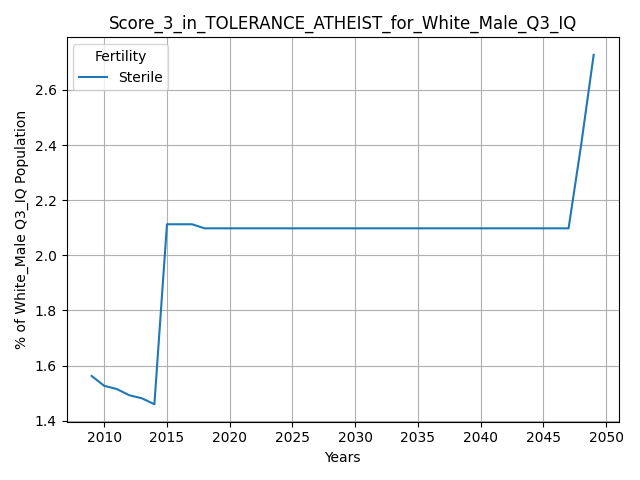 Score_3_in_TOLERANCE_ATHEIST_for_White_Male_Q3_IQ
Fertility
Sterile
% of White_Male Q3_IQ Population
2.6
2.4
2.2
2.0
1.8
1.6
1.4
2010 2015 2020 2025 2030 2035 2040 2045 2050
Years